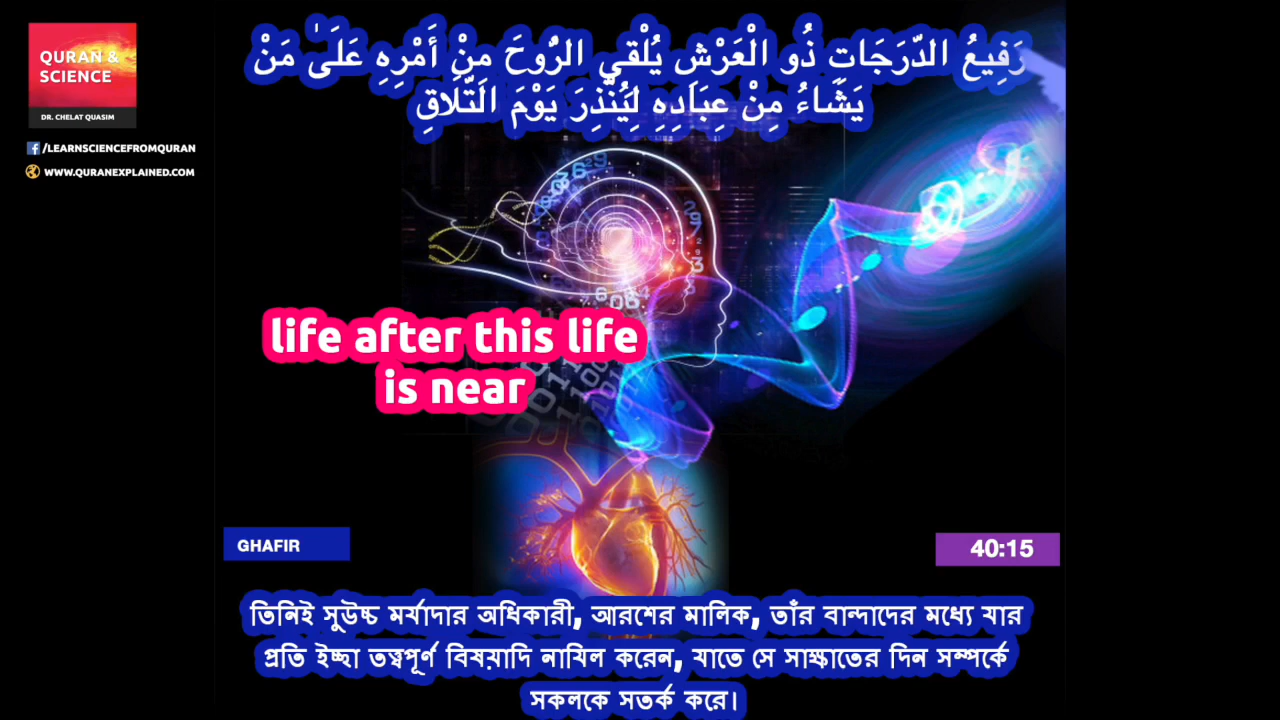 QURAN &
SCIENCE
DR. CHELAT QUASIM
/LEARNSCIENCEFROMQURAN
WWW.QURANEXPLAINED.COM
رَفِيعُ الدَّرَجَاتِ ذُو الْعَرْشِ يُلْقِي الرُّوحَ مِنْ أَمْرِهِ عَلَىٰ مَنْ
يَشَاءُ مِنْ عِبَادِهِ لِيُنْذِرَ يَوْمَ التَّلَاقِ
life after this life
is near
GHAFIR
40:15
তিনিই সুউচ্চ মর্যাদার অধিকারী, আরশের মালিক, তাঁর বান্দাদের মধ্যে যার
প্রতি ইচ্ছা তত্ত্বপূর্ণ বিষয়াদি নাযিল করেন, যাতে সে সাক্ষাতের দিন সম্পর্কে
সকলকে সতর্ক করে।